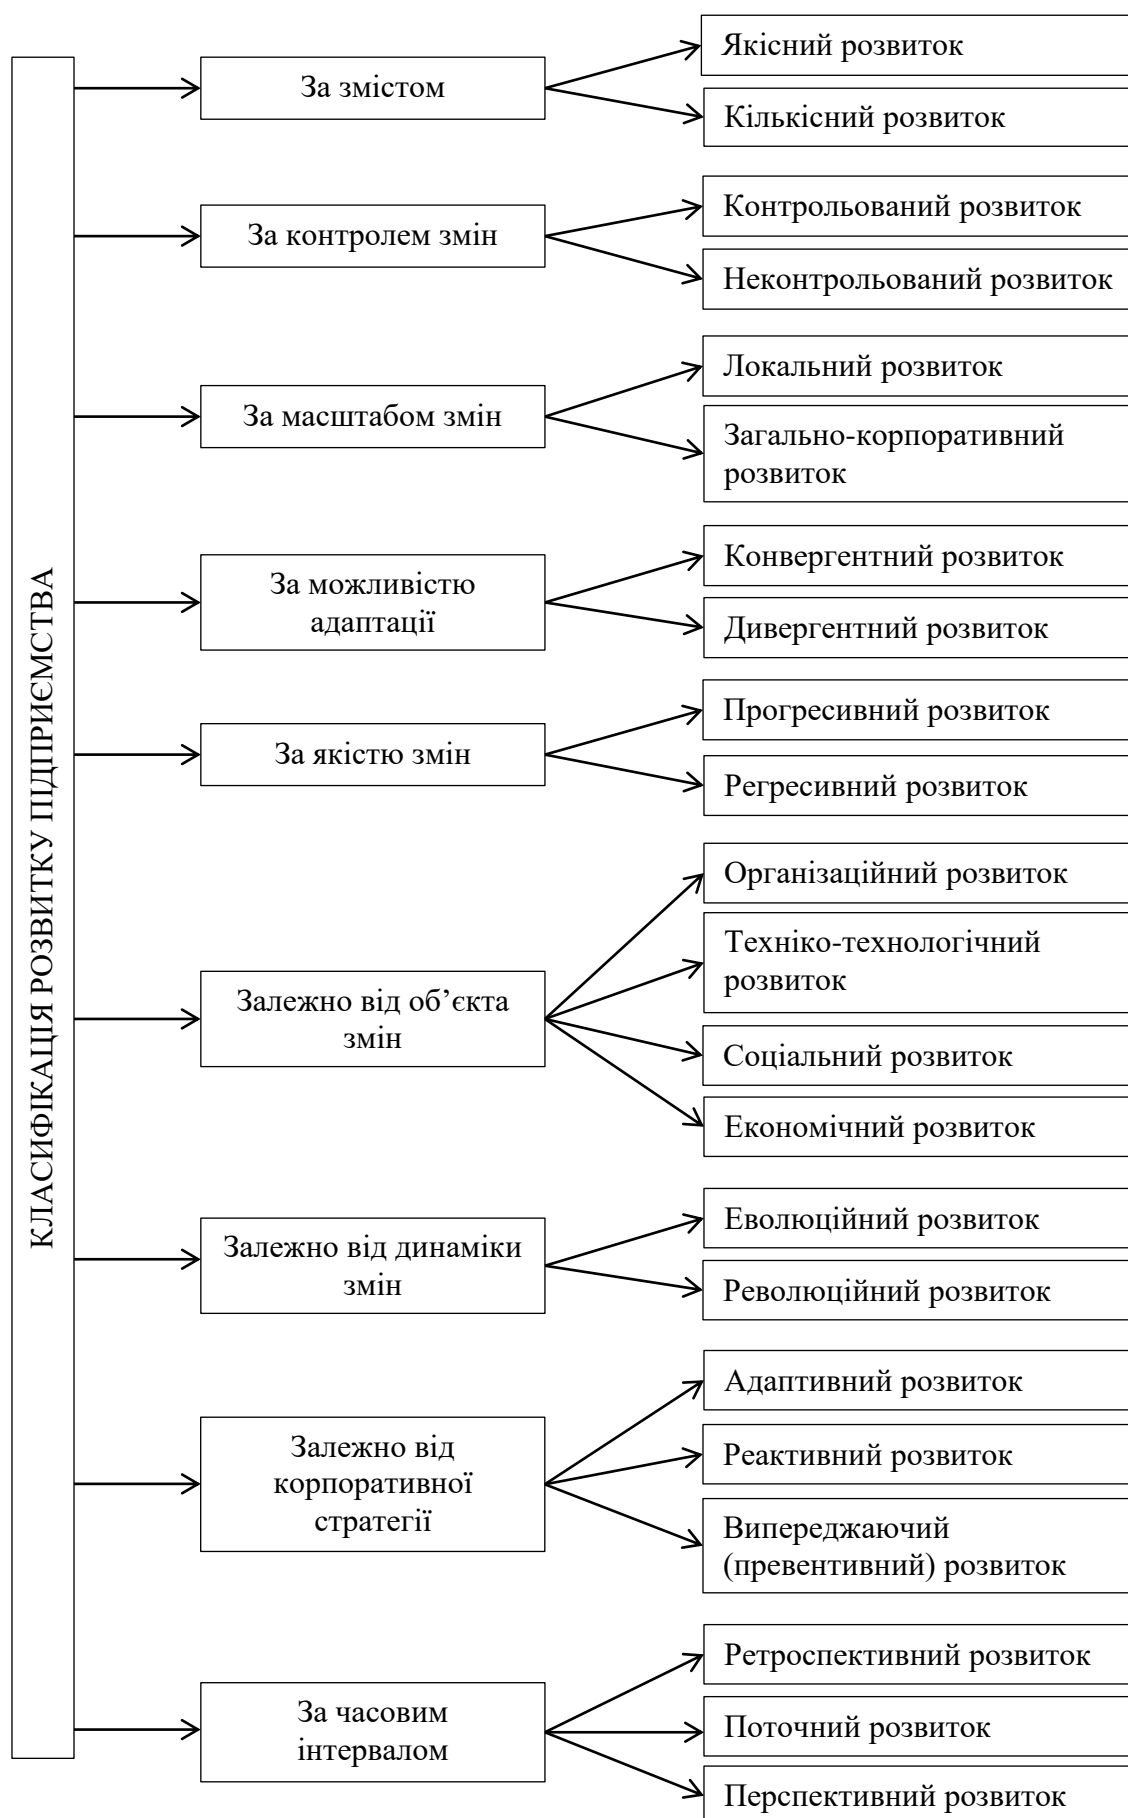 КЛАСИФІКАЦІЯ РОЗВИТКУ ПІДПРИЄМСТВА
За змістом
Якісний розвиток
Кількісний розвиток
За контролем змін
Контрольований розвиток
Неконтрольований розвиток
За масштабом змін
Локальний розвиток
Загально-корпоративний
розвиток
За можливістю
адаптації
Конвергентний розвиток
Дивергентний розвиток
За якістю змін
Прогресивний розвиток
Регресивний розвиток
Залежно від об’єкта
змін
Організаційний розвиток
Техніко-технологічний
розвиток
Соціальний розвиток
Економічний розвиток
Залежно від динаміки
змін
Еволюційний розвиток
Революційний розвиток
Залежно від
корпоративної
стратегії
Адаптивний розвиток
Реактивний розвиток
Випереджаючий
(превентивний) розвиток
За часовим
інтервалом
Ретроспективний розвиток
Поточний розвиток
Перспективний розвиток